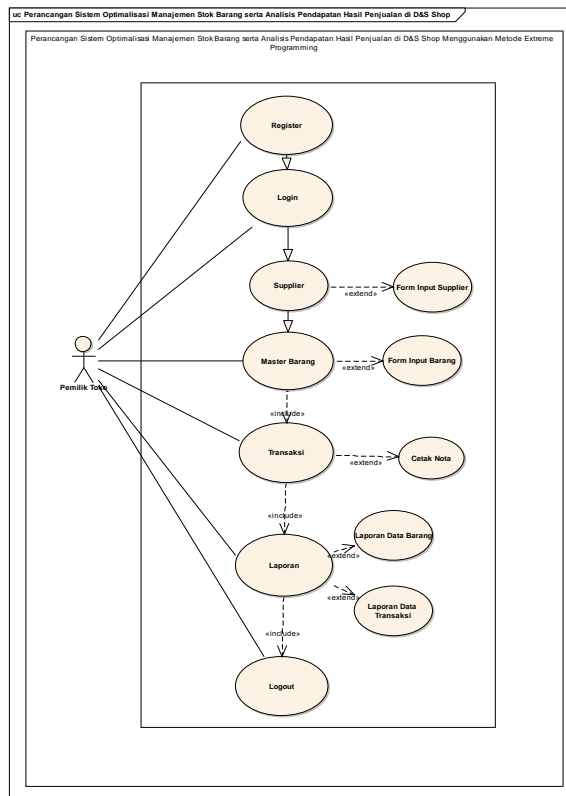 uc Perancangan Sistem Optimalisasi Manajemen Stok Barang serta Analisis Pendapatan Hasil Penjualan di D&S Shop
Perancangan Sistem Optimalisasi Manajemen Stok Barang serta Analisis Pendapatan Hasil Penjualan di D&S Shop Menggunakan Metode Extreme
Programming
Register
Login
Supplier
«extend»
Form Input Supplier
Pemilik Toko
Master Barang
«extend»
Form Input Barang
«include»
Transaksi
«extend»
Cetak Nota
«include»
Laporan
«extend»
Laporan Data Barang
«extend»
Laporan Data
Transaksi
«include»
Logout